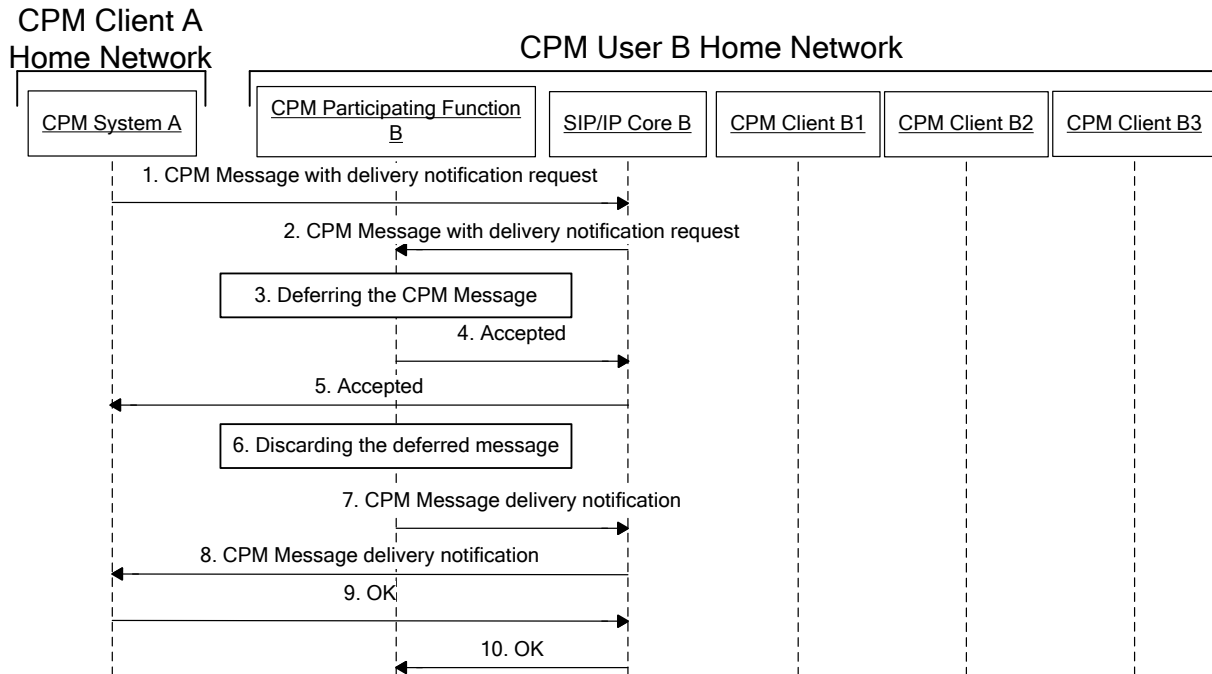 CPM Client A
Home Network
CPM User B Home Network
CPM System A
CPM Participating Function
B
SIP/IP Core B
CPM Client B1
CPM Client B2
CPM Client B3
1. CPM Message with delivery notification request
2. CPM Message with delivery notification request
3. Deferring the CPM Message
4. Accepted
5. Accepted
6. Discarding the deferred message
7. CPM Message delivery notification
8. CPM Message delivery notification
9. OK
10. OK